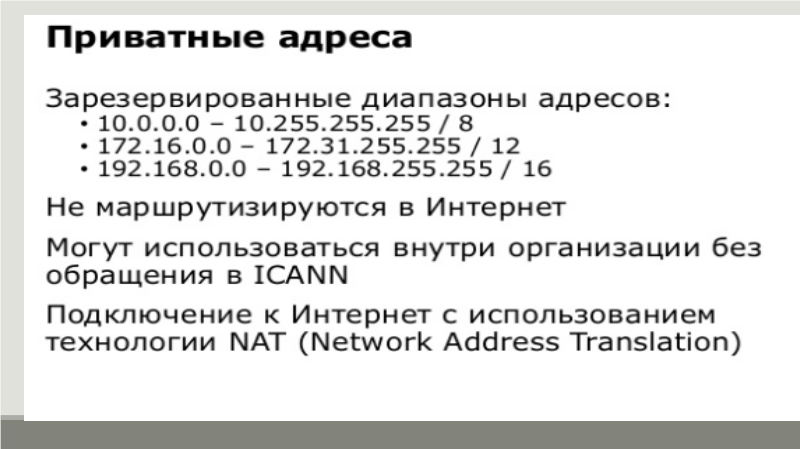 Приватные адреса
Зарезервированные диапазоны адресов:
• 10.0.0.0 – 10.255.255.255 / 8
• 172.16.0.0 – 172.31.255.255 / 12
• 192.168.0.0 – 192.168.255.255 / 16
Не маршрутизируются в Интернет
Могут использоваться внутри организации без
обращения в ICANN
Подключение к Интернет с использованием
технологии NAT (Network Address Translation)